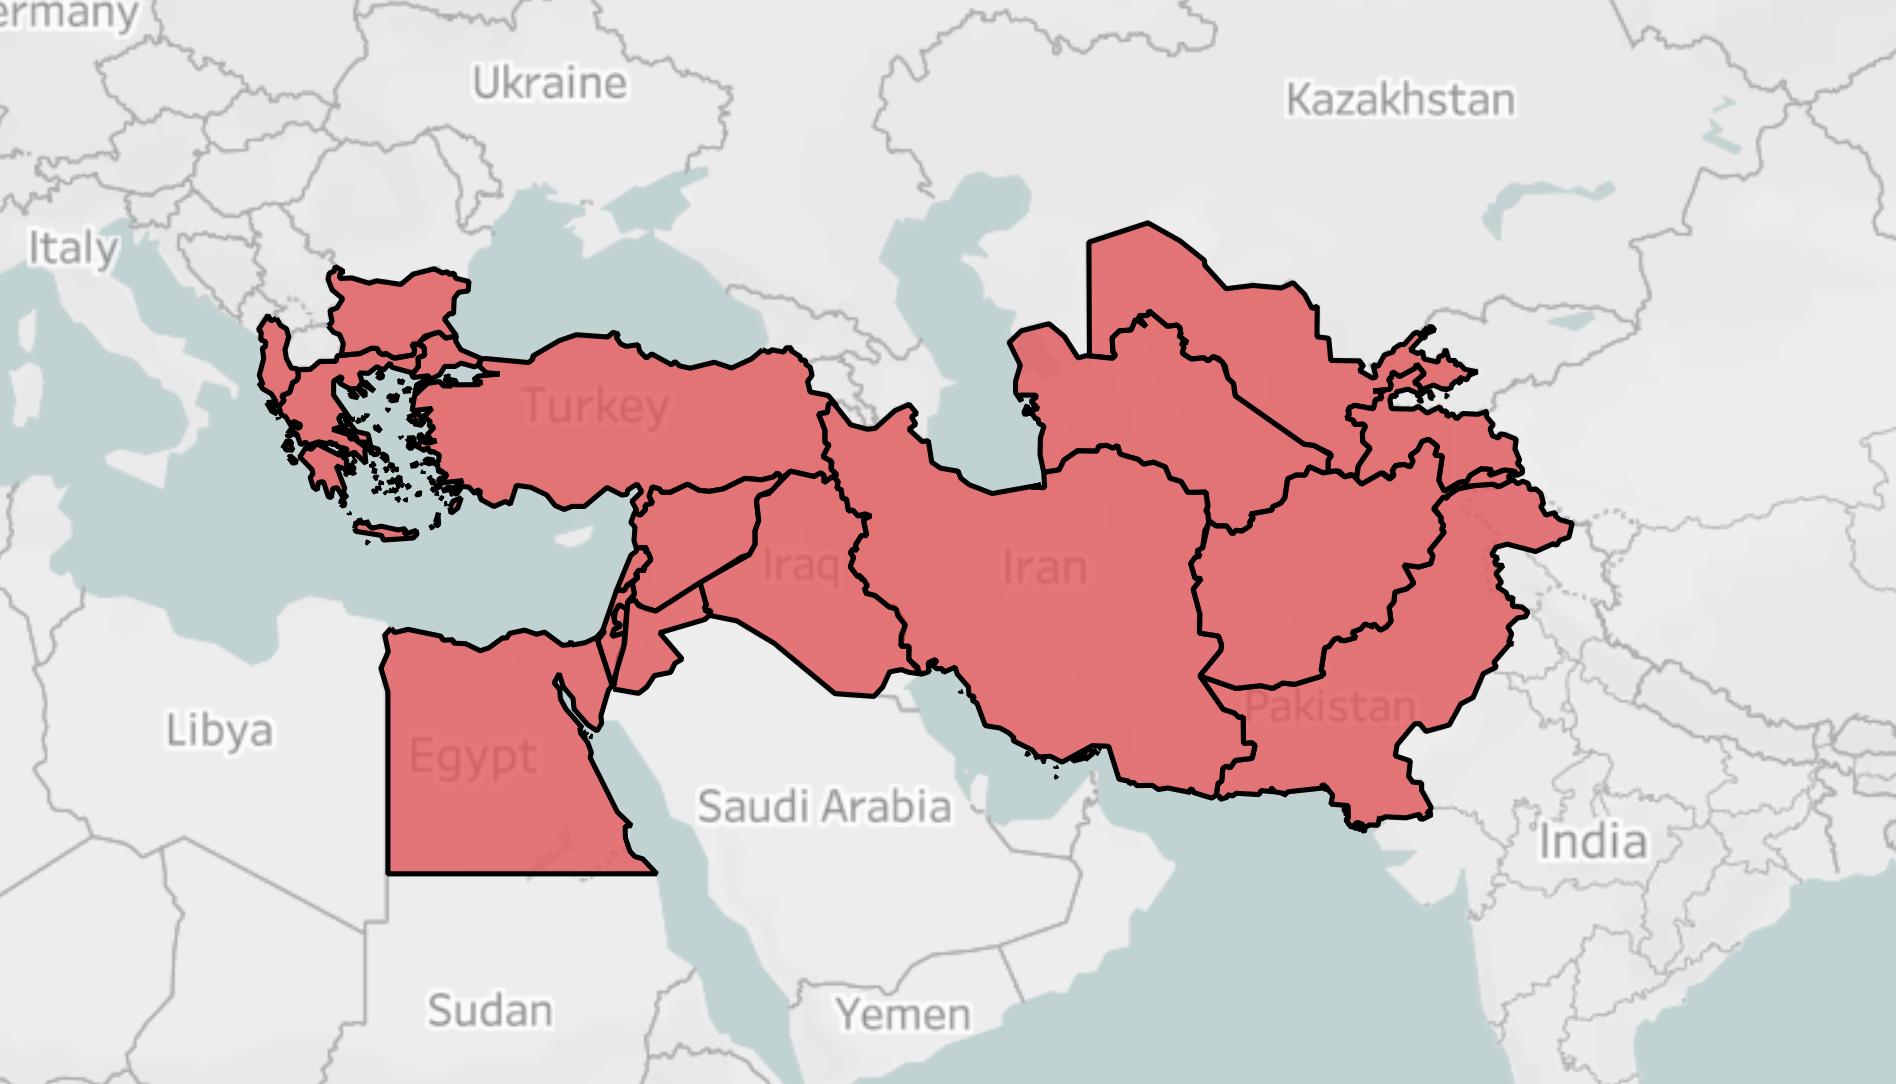 ermany
Ukraine
Kazakhstan
Italy
Turkey
Iraq
Iran
Pakistan
Libya
Egypt
Saudi Arabia
India
Sudan
Yemen